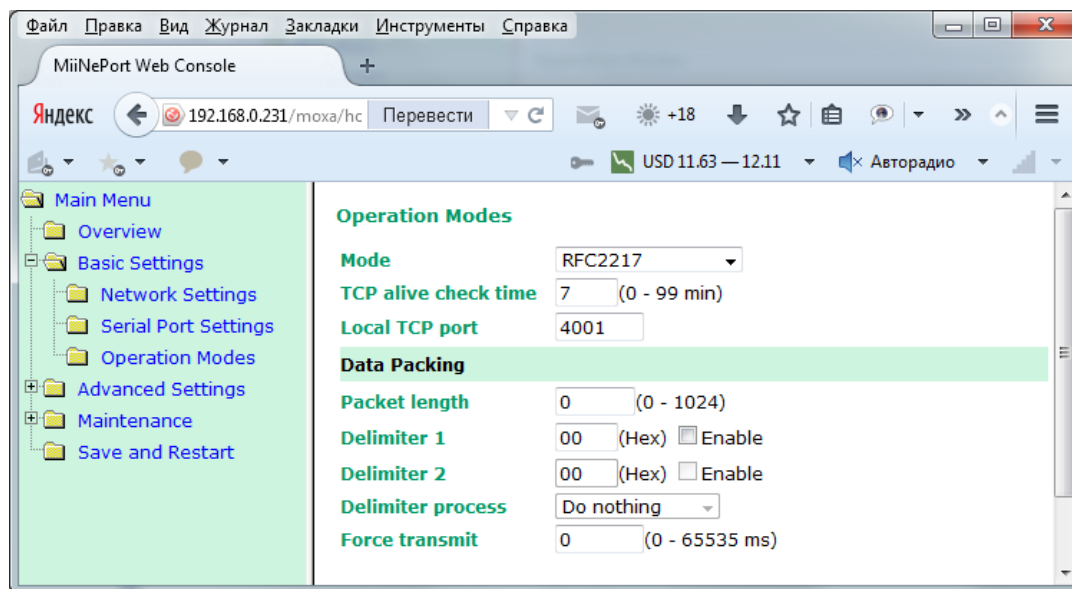 Файл Правка Вид Журнал Закладки Инструменты Справка
MiiNePort Web Console
Яндекс 192.168.0.231/moxa/hc Перевести +18
USD 11.63 — 12.11 Авторадио
Main Menu
Overview
Basic Settings
Network Settings
Serial Port Settings
Operation Modes
Advanced Settings
Maintenance
Save and Restart
Operation Modes
Mode RFC2217
TCP alive check time 7 (0 - 99 min)
Local TCP port 4001
Data Packing
Packet length 0 (0 - 1024)
Delimiter 1 00 (Hex) Enable
Delimiter 2 00 (Hex) Enable
Delimiter process Do nothing
Force transmit 0 (0 - 65535 ms)